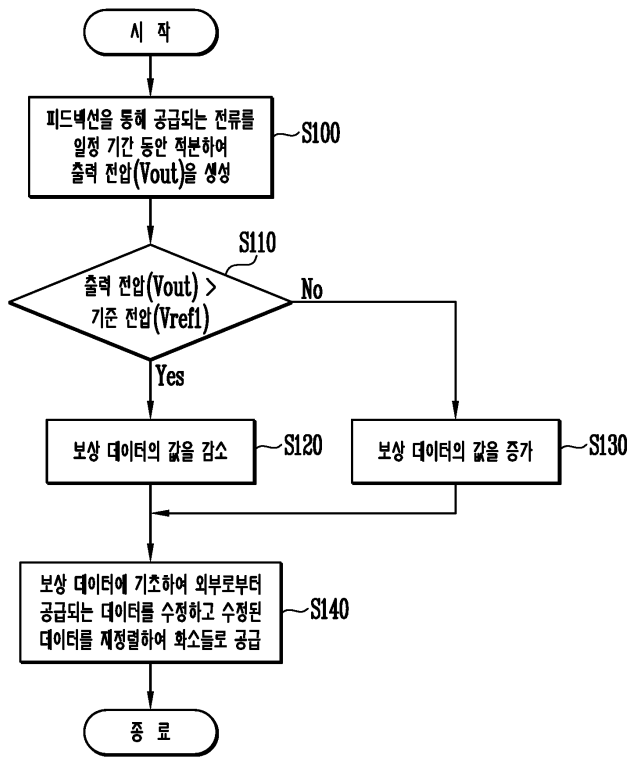 시 작
피드백선을 통해 공급되는 전류를
일정 기간 동안 적분하여
출력 전압(Vout)을 생성
S100
S110
출력 전압(Vout) >
기준 전압(Vref1)
No
Yes
보상 데이터의 값을 감소
S120
보상 데이터의 값을 증가
S130
보상 데이터에 기초하여 외부로부터
공급되는 데이터를 수정하고 수정된
데이터를 재정렬하여 화소들로 공급
S140
종 료